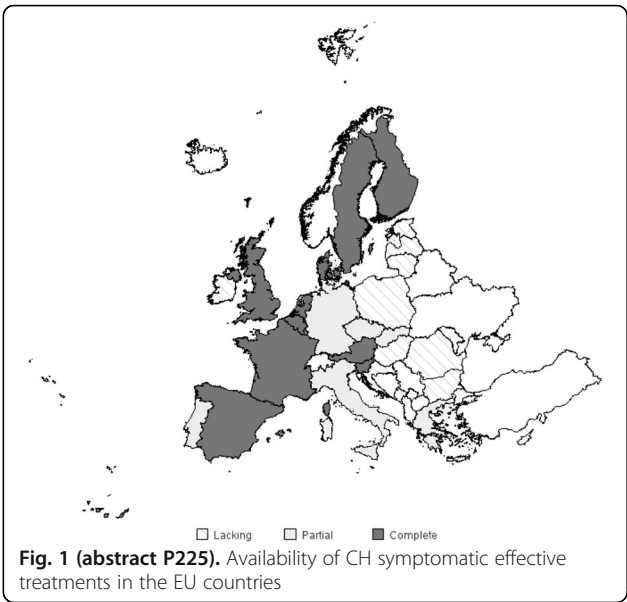 Lacking Partial Complete
Fig. 1 (abstract P225). Availability of CH symptomatic effective
treatments in the EU countries